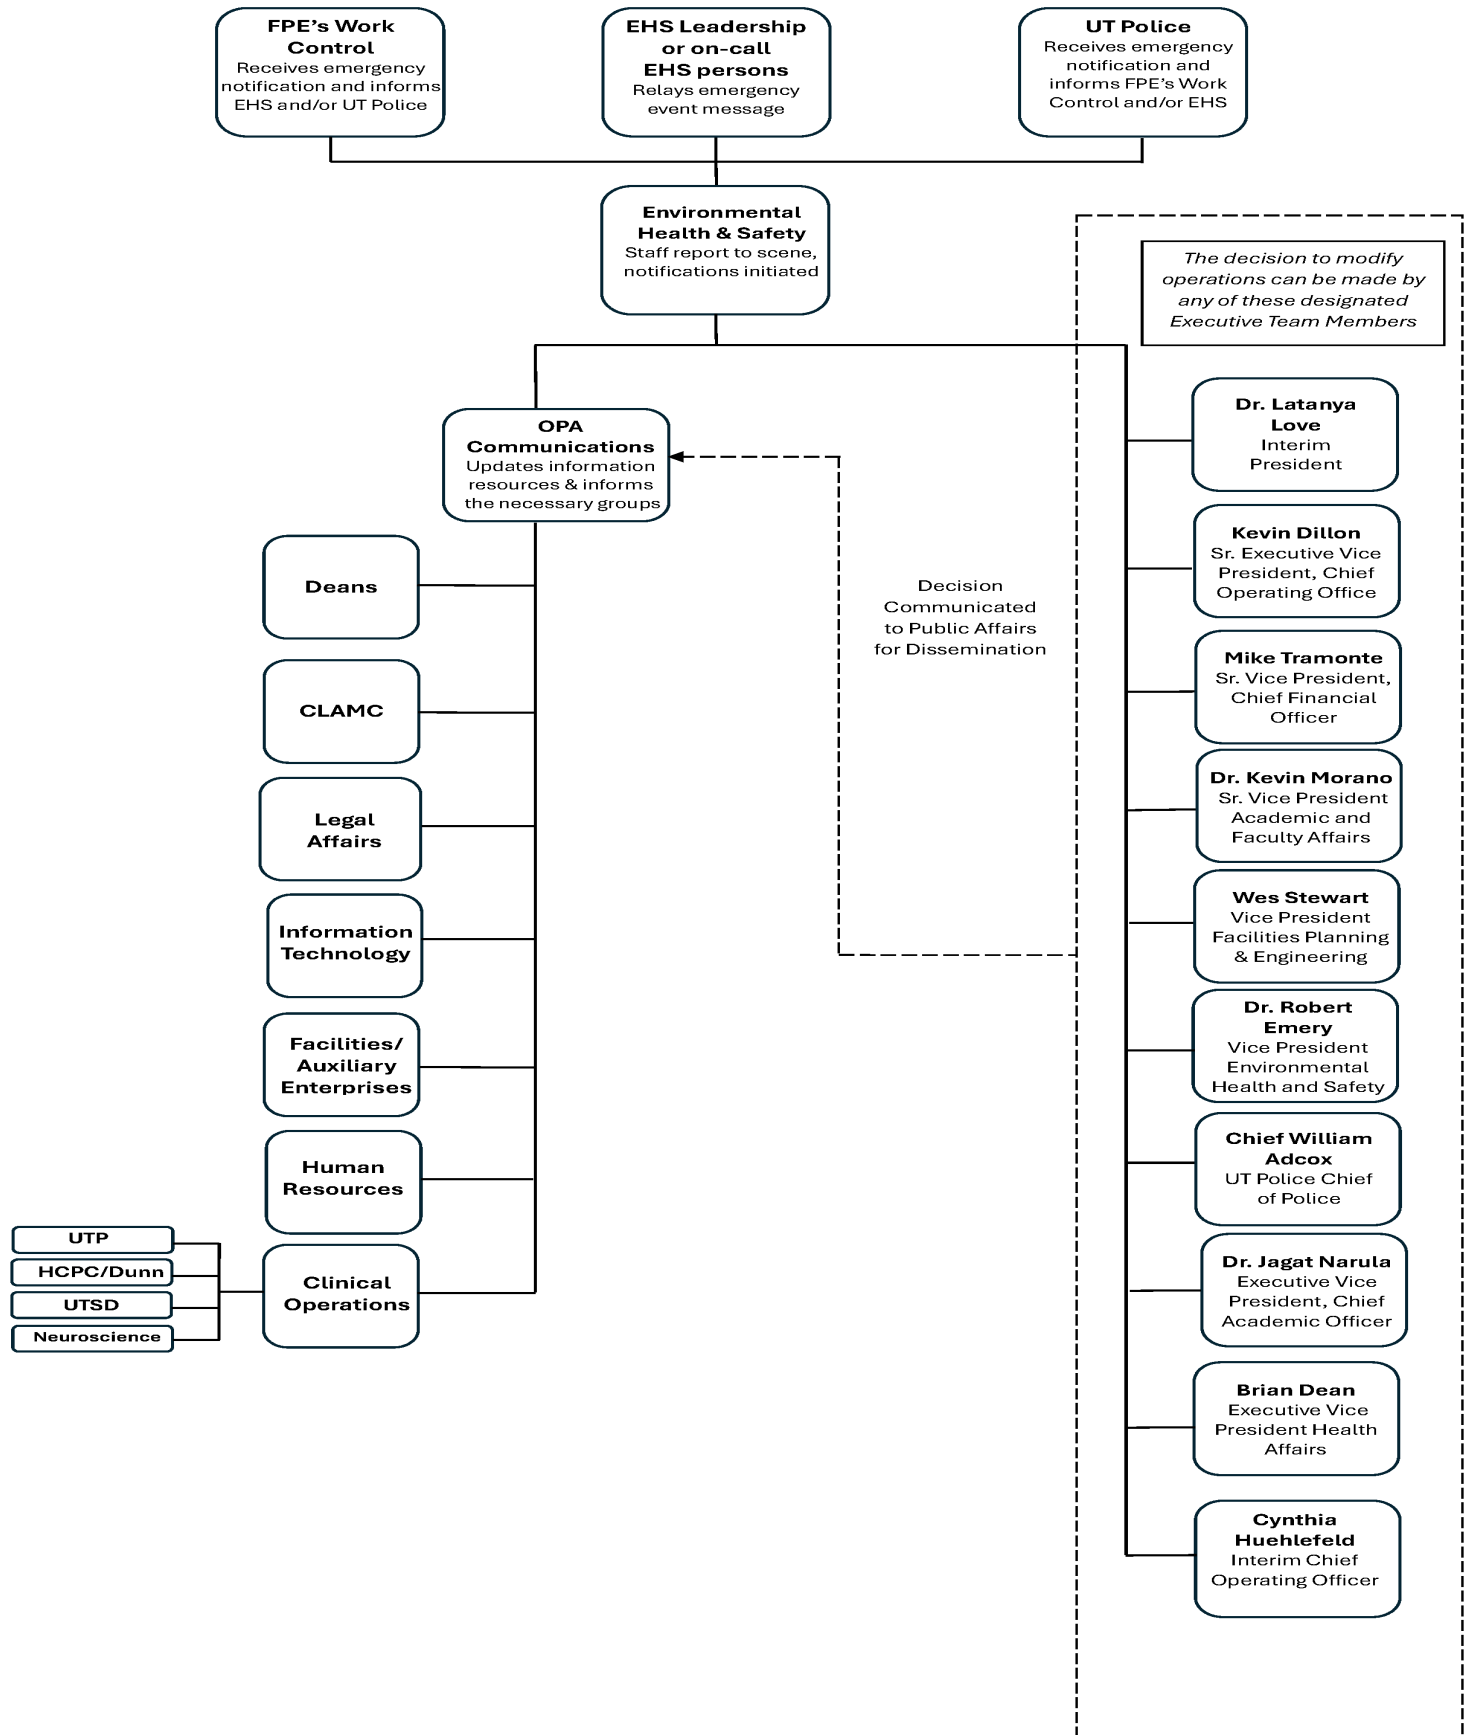 FPE's Work
Control
Receives emergency
notification and informs
EHS and/or UT Police
EHS Leadership
or on-call
EHS persons
Relays emergency
event message
UT Police
Receives emergency
notification and
informs FPE's Work
Control and/or EHS
Environmental
Health & Safety
Staff report to scene,
notifications initiated
The decision to modify
operations can be made by
any of these designated
Executive Team Members
OPA
Communications
Updates information
resources & informs
the necessary groups
Deans
CLAMC
Legal
Affairs
Information
Technology
Facilities/
Auxiliary
Enterprises
Human
Resources
Clinical
Operations
UTP
HCPC/Dunn
UTSD
Neuroscience
Decision
Communicated
to Public Affairs
for Dissemination
Dr. Latanya
Love
Interim
President
Kevin Dillon
Sr. Executive Vice
President, Chief
Operating Office
Mike Tramonte
Sr. Vice President,
Chief Financial
Officer
Dr. Kevin Morano
Sr. Vice President
Academic and
Faculty Affairs
Wes Stewart
Vice President
Facilities Planning
& Engineering
Dr. Robert
Emery
Vice President
Environmental
Health and Safety
Chief William
Adcox
UT Police Chief
of Police
Dr. Jagat Narula
Executive Vice
President, Chief
Academic Officer
Brian Dean
Executive Vice
President Health
Affairs
Cynthia
Huehlefeld
Interim Chief
Operating Officer